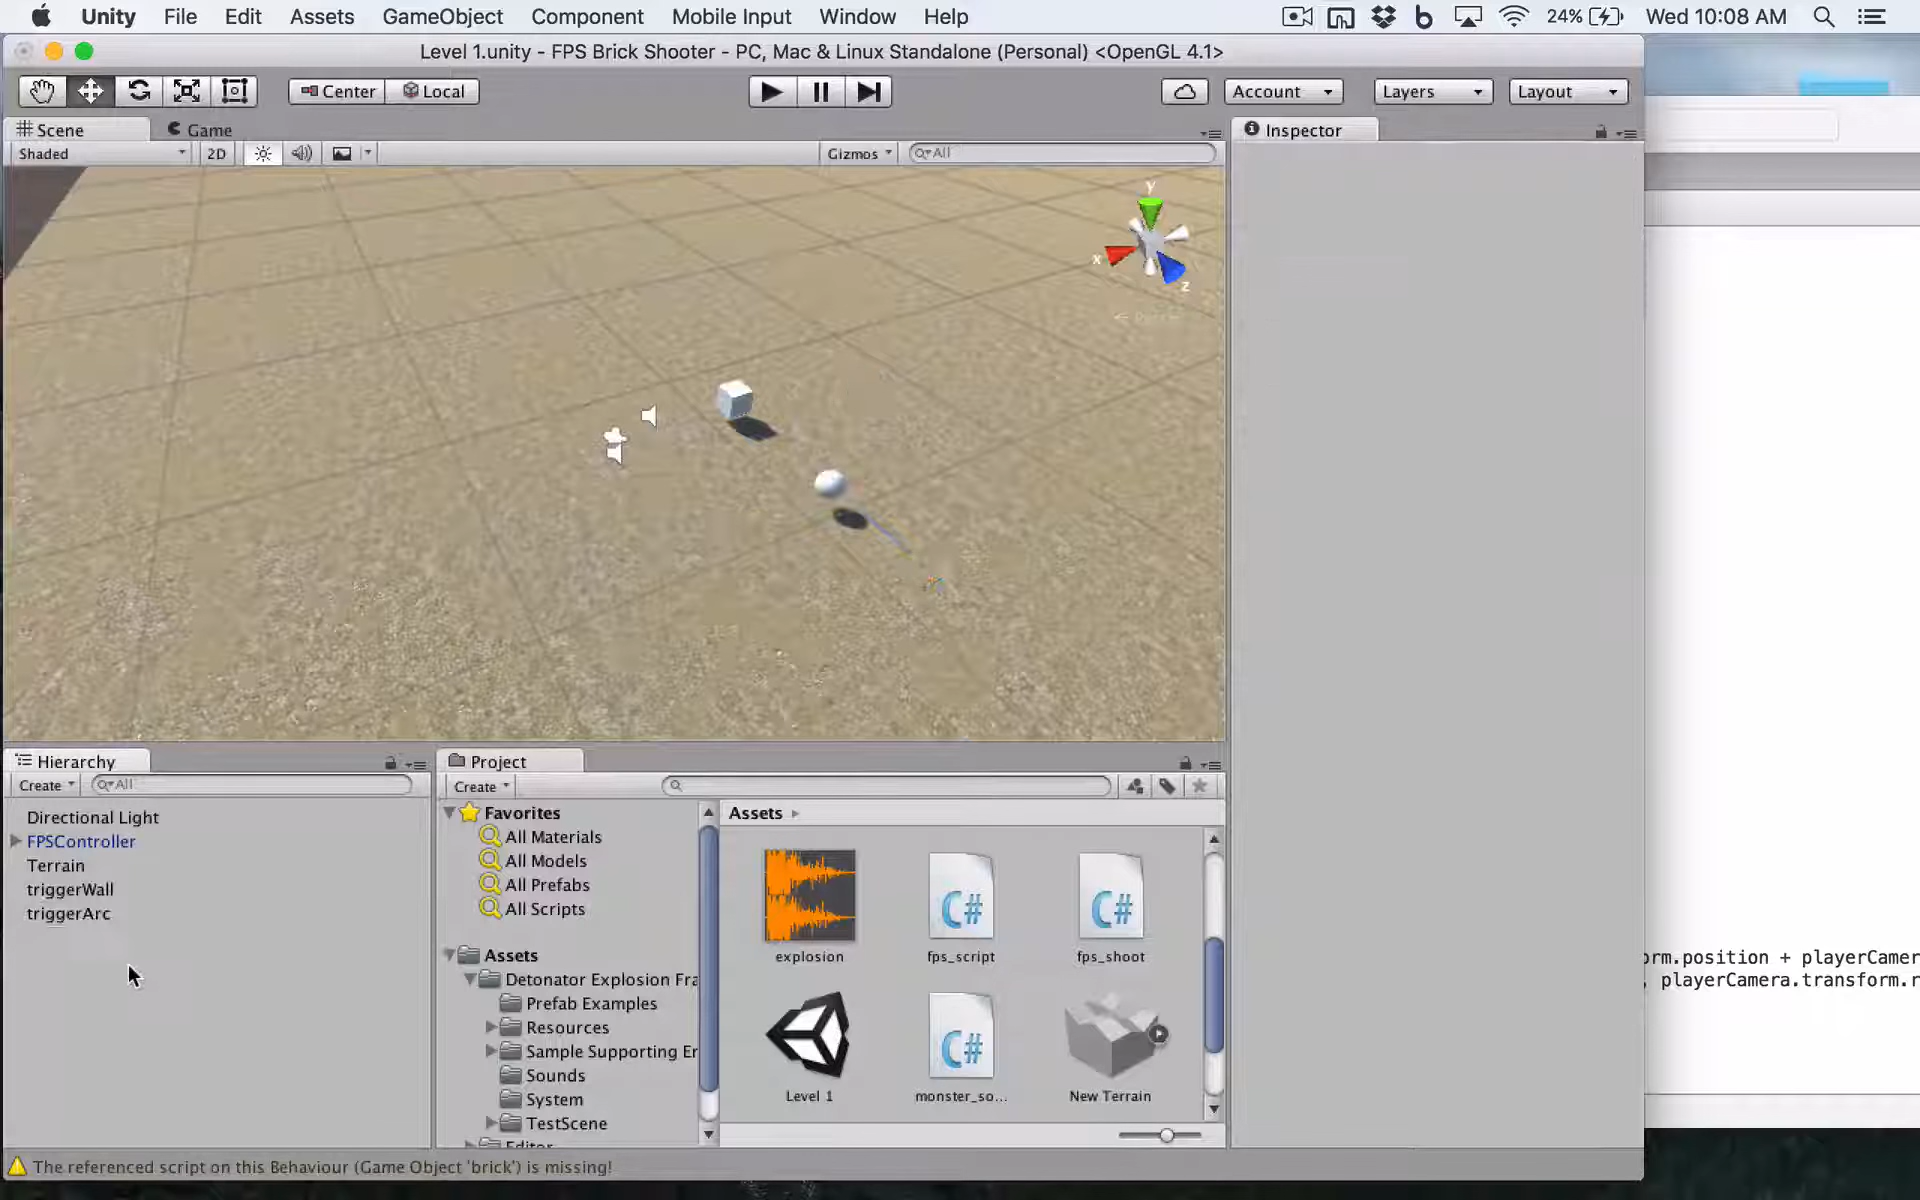 Unity File Edit Assets GameObject Component Mobile Input Window Help 24% Wed 10:08 AM
Level 1.unity - FPS Brick Shooter - PC, Mac & Linux Standalone (Personal) <OpenGL 4.1>
Center Local Account Layers Layout
Scene Game Inspector
Shaded 2D Gizmos All
y
x
z
Hierarchy Project
Create All Create
Directional Light
FPSController
Terrain
triggerWall
triggerArc
Favorites
All Materials
All Models
All Prefabs
All Scripts
Assets
Detonator Explosion Fra
Prefab Examples
Resources
Sample Supporting Er
Sounds
System
TestScene
Editor
Assets
explosion fps_script fps_shoot
C# C#
Level 1 monster_so... New Terrain
C#
orm.position + playerCamer
, playerCamera.transform.r
The referenced script on this Behaviour (Game Object 'brick') is missing!